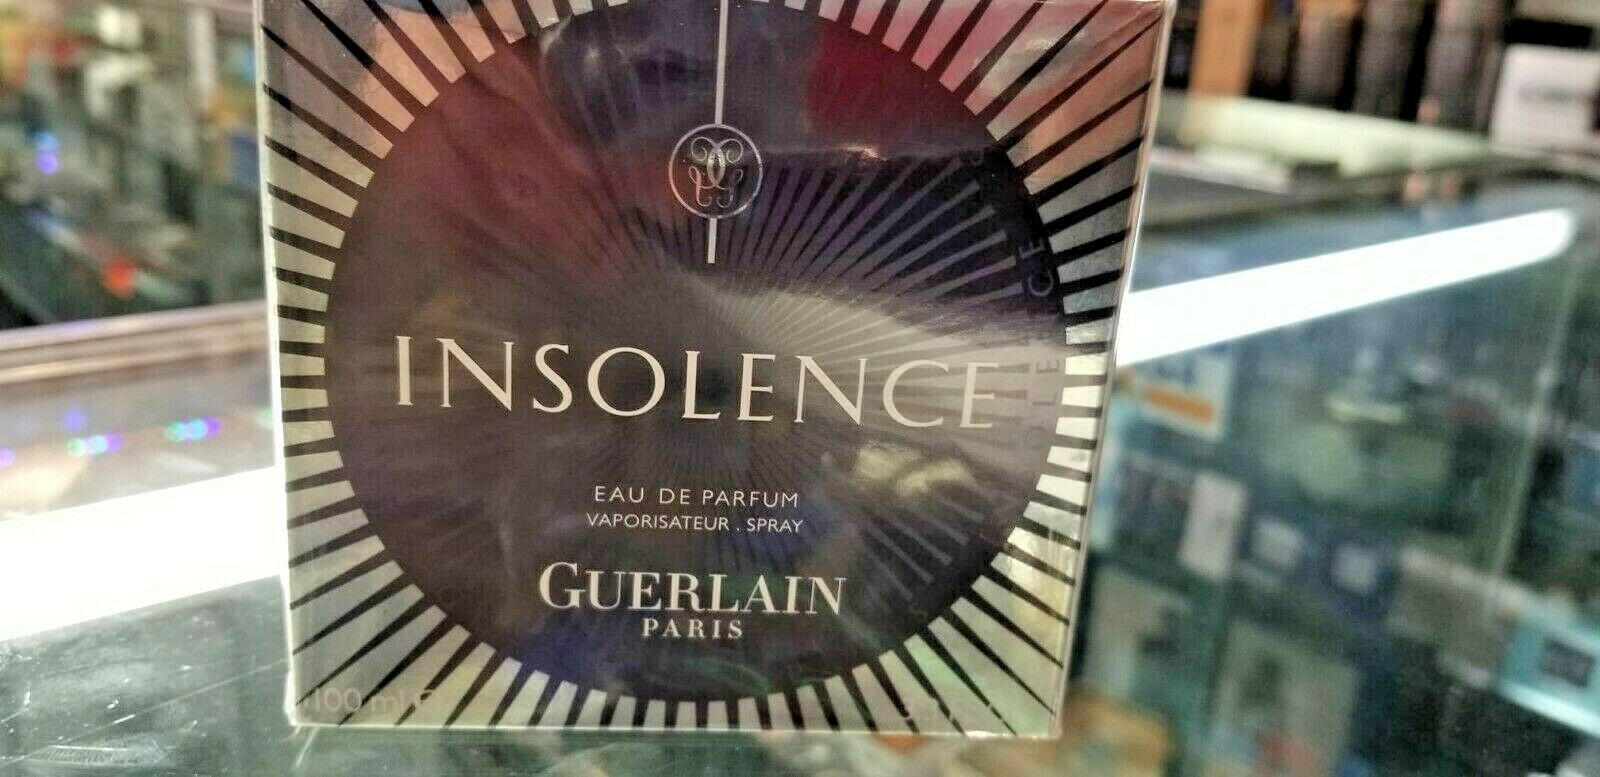 INSOLENCE
EAU DE PARFUM
VAPORISATEUR . SPRAY
GUERLAIN
PARIS
100 ml e